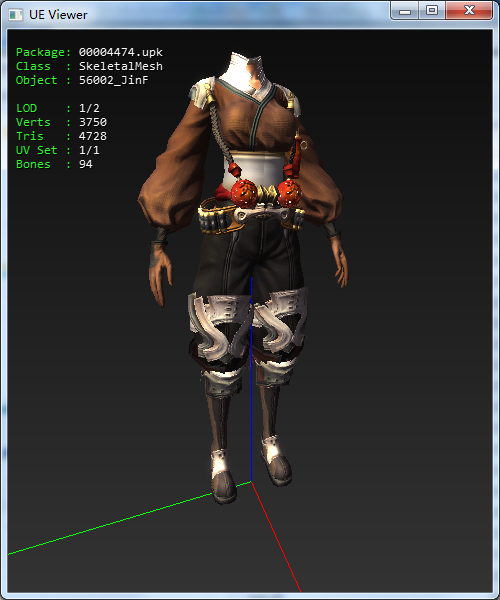 UE Viewer
Package: 00004474.upk
Class : SkeletalMesh
Object : 56002_JinF
LOD : 1/2
Verts : 3750
Tris : 4728
UV Set : 1/1
Bones : 94